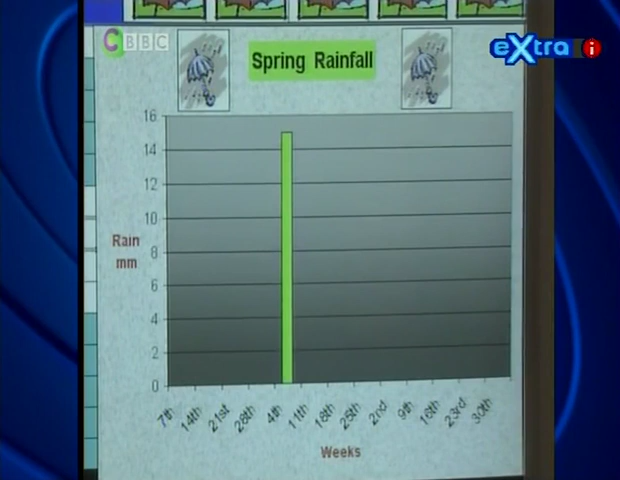 CBBC
extra i
Spring Rainfall
16
14
12
10
8
6
4
2
0
Rain
mm
7th 14th 21st 28th 4th 11th 18th 25th 2nd 9th 16th 23rd 30th
Weeks